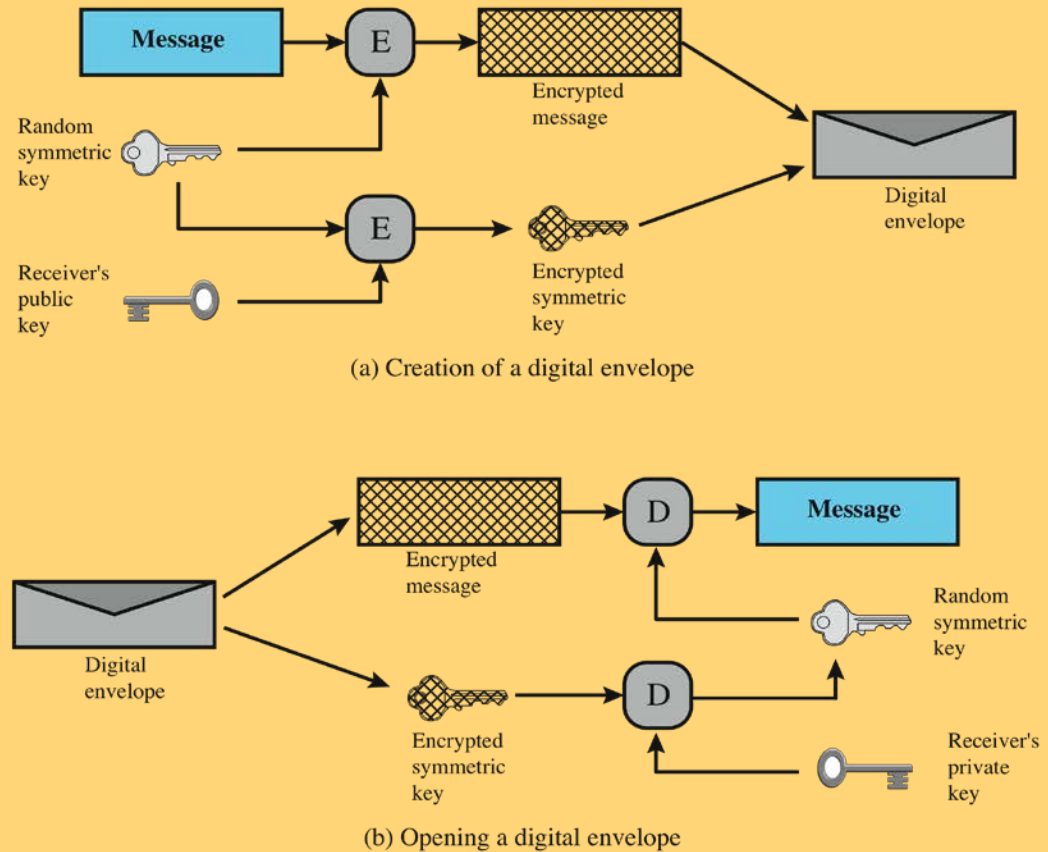 Message
E
Encrypted
message
Random
symmetric
key
Digital
envelope
E
Receiver's
public
key
Encrypted
symmetric
key
(a) Creation of a digital envelope
D
Message
Encrypted
message
Random
symmetric
key
Digital
envelope
D
Encrypted
symmetric
key
Receiver's
private
key
(b) Opening a digital envelope